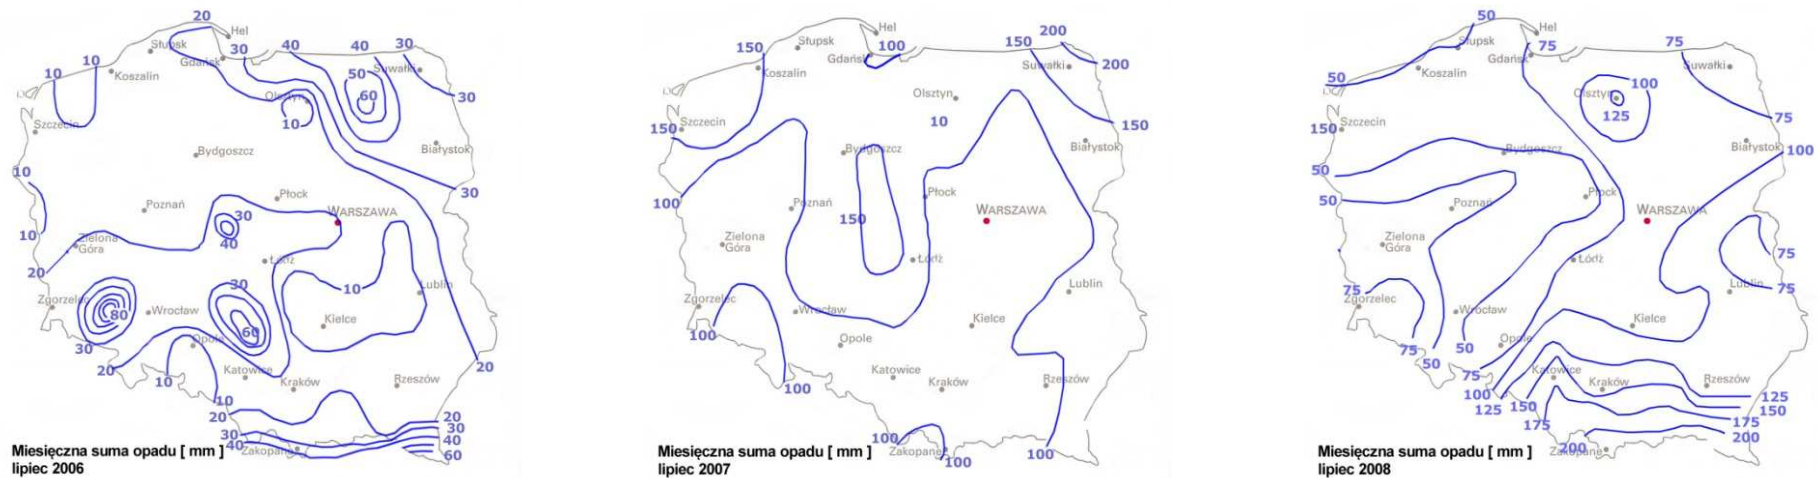 20
Hel
30
40
40
30
Słupsk
Gdańsk
10
10
Koszalin
50
Suwałki
60
30
Olsztyn
10
Szczecin
Białystok
Bydgoszcz
10
30
Płock
Poznań
30
WARSZAWA
40
10
Zielona
Góra
Łódź
20
30
10
Lublin
Zgorzelec
80
Wrocław
60
Kielce
30
Opole
20
20
10
Katowice
Kraków
Rzeszów
10
20
20
30
30
40
40
Zakopane
60
Miesięczna suma opadu [ mm ]
lipiec 2006
Hel
200
150
Słupsk
100
150
Gdańsk
Koszalin
Suwałki
200
Olsztyn
10
150
Szczecin
150
Białystok
Bydgoszcz
Płock
100
Poznań
150
WARSZAWA
Zielona
Góra
Łódź
Lublin
Zgorzelec
Wrocław
100
Kielce
Opole
Katowice
Kraków
Rzeszów
100
100
Zakopane
100
100
Miesięczna suma opadu [ mm ]
lipiec 2007
50
Hel
Słupsk
75
75
Gdańsk
Koszalin
Suwałki
50
100
Olsztyn
125
75
150
Szczecin
Białystok
100
Bydgoszcz
50
50
Płock
Poznań
WARSZAWA
Zielona
Góra
75
Łódź
75
75
Lublin
Zgorzelec
Wrocław
Kielce
75
50
50
Opole
75
Katowice
Kraków
Rzeszów
100
125
125
150
150
175
175
200
200
Zakopane
Miesięczna suma opadu [ mm ]
lipiec 2008